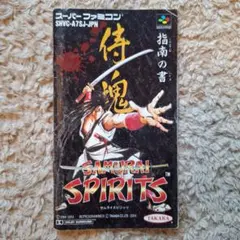 スーパーファミコン
SHVC-A7SJ-JPN
指南の書
侍魂
SAMURAI
SPIRITS™
サムライスピリッツ
TAKARA